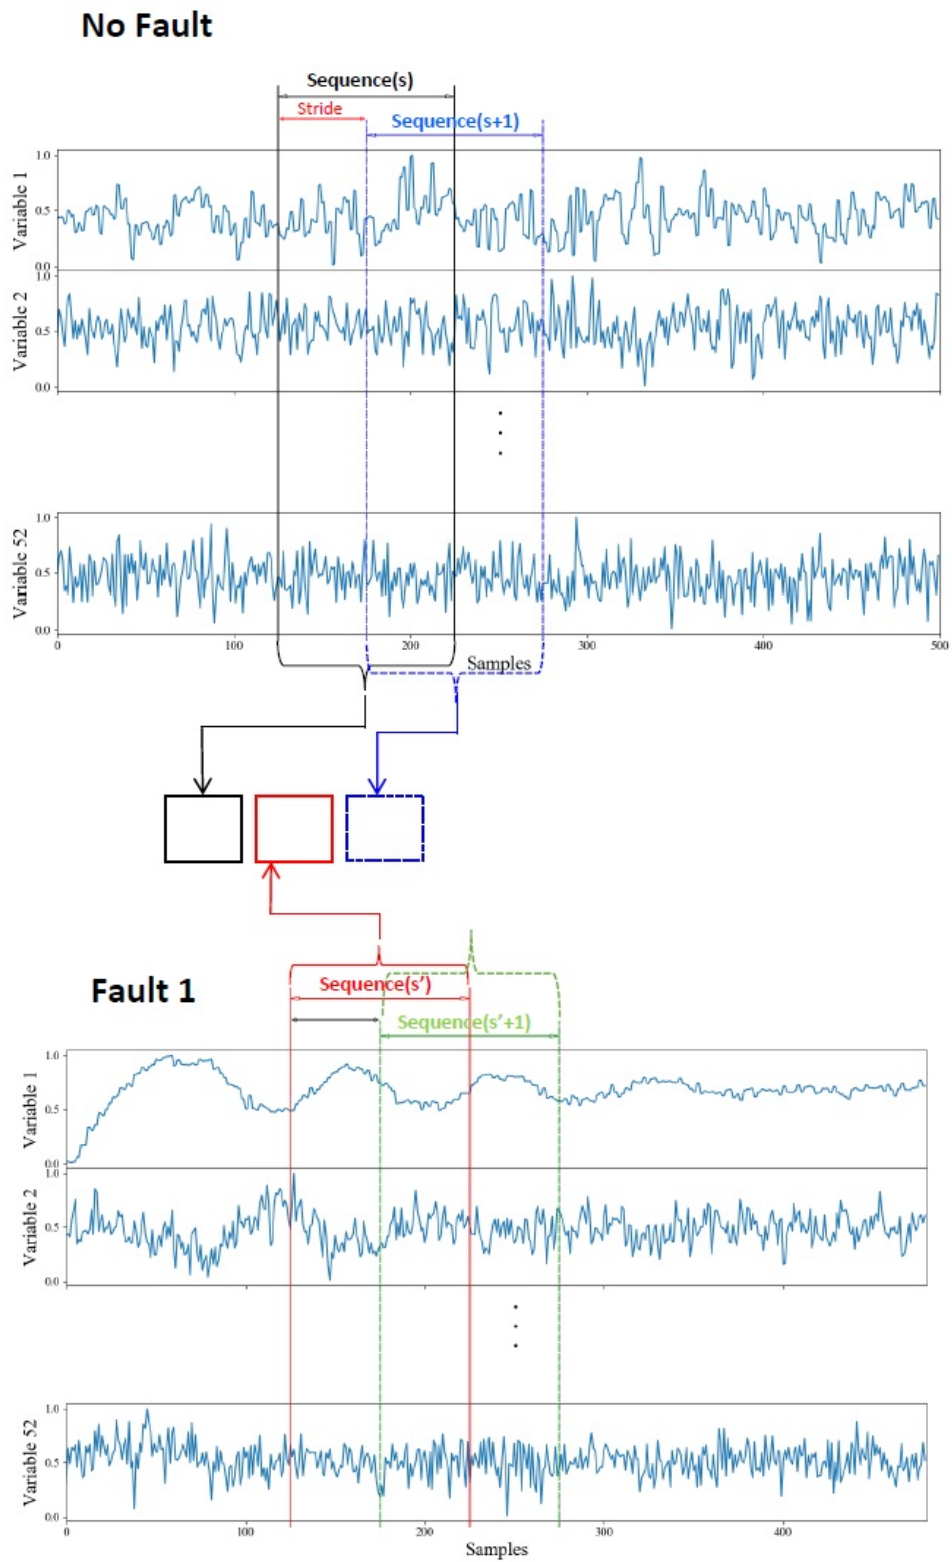 No Fault
Sequence(s)
Stride
Sequence(s+1)
Variable 1
1.0
0.5
0.0
Variable 2
1.0
0.5
0.0
Variable 52
1.0
0.5
0.0
0 100 200 300 400 500
Samples
Fault 1
Sequence(s’)
Sequence(s’+1)
Variable 1
1.0
0.5
0.0
Variable 2
1.0
0.5
0.0
Variable 52
1.0
0.5
0.0
0 100 200 300 400
Samples